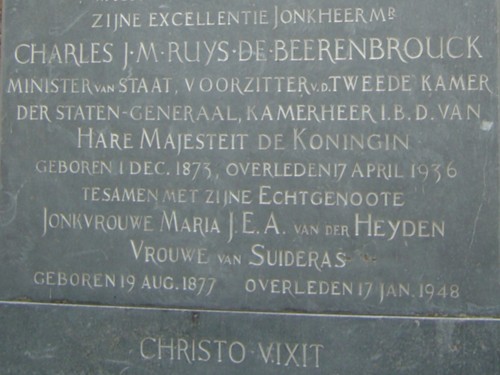 ZIJNE EXCELLENTIE JONKHEER Mʀ
CHARLES J·M·RUYS·DE·BEERENBROUCK
MINISTER VAN STAAT, VOORZITTER V.D. TWEEDE KAMER
DER STATEN-GENERAAL, KAMERHEER I.B.D. VAN
HARE MAJESTEIT DE KONINGIN
GEBOREN 1 DEC. 1873, OVERLEDEN 17 APRIL 1936
TESAMEN MET ZIJNE ECHTGENOOTE
JONKVROUWE MARIA J.E.A. VAN DER HEYDEN
VROUWE VAN SUIDERAS
GEBOREN 19 AUG. 1877 OVERLEDEN 17 JAN. 1948
CHRISTO VIXIT